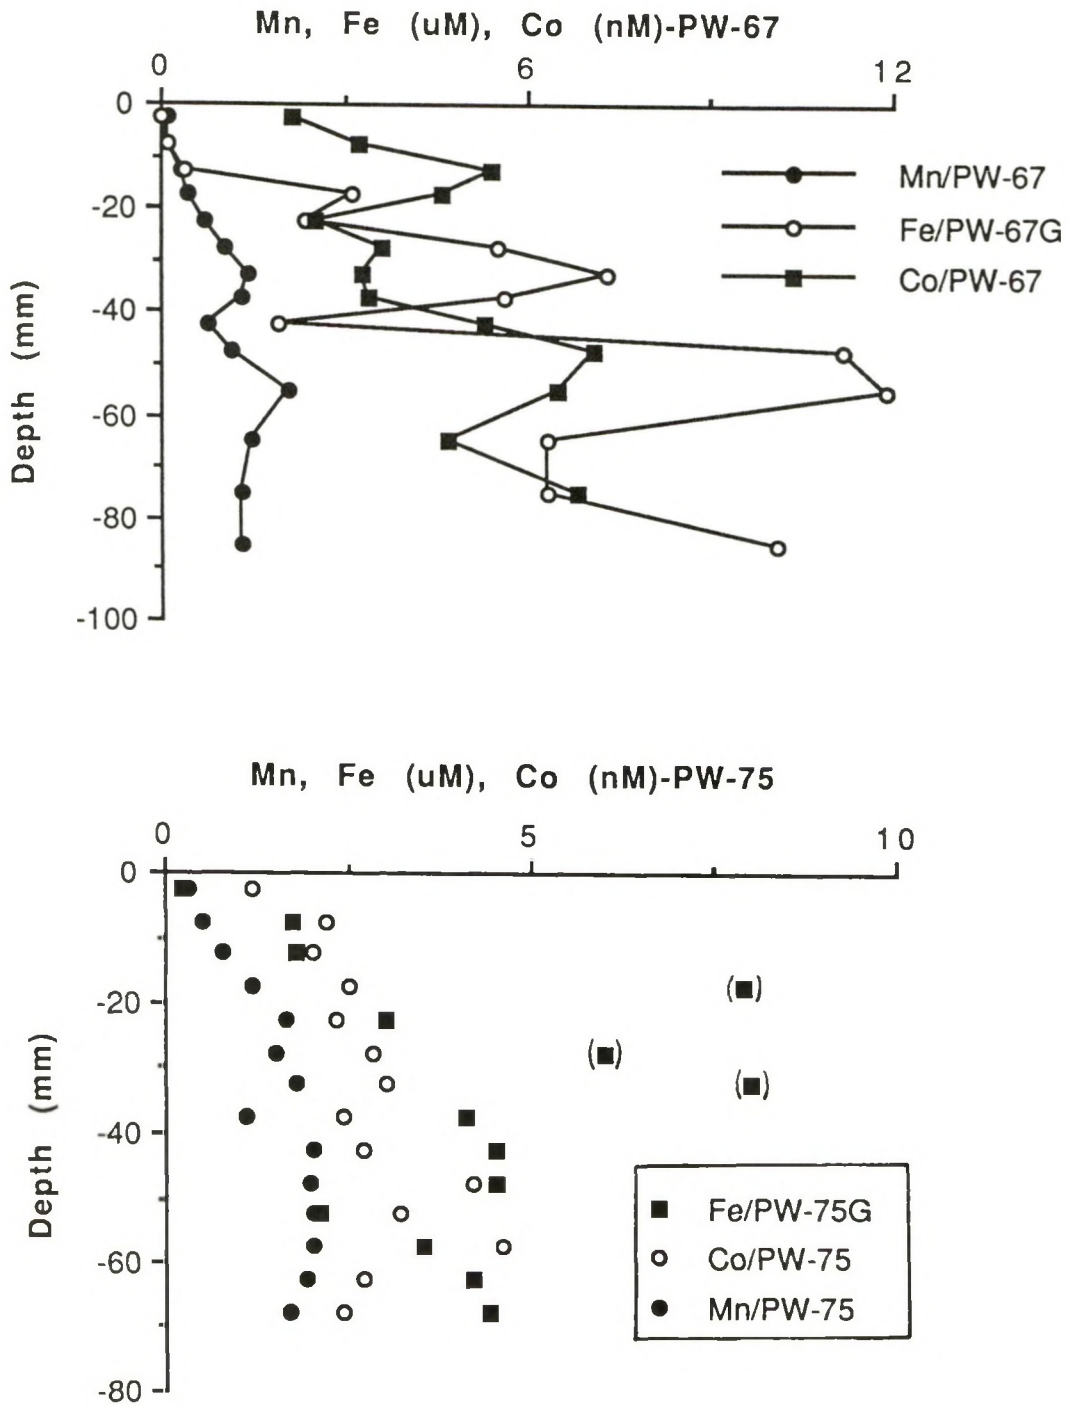 Mn, Fe (uM), Co (nM)-PW-67
0 6 12
0
-20
-40
-60
-80
-100
Depth (mm)
Mn/PW-67
Fe/PW-67G
Co/PW-67
Mn, Fe (uM), Co (nM)-PW-75
0 5 10
0
-20
-40
-60
-80
Depth (mm)
( )
( )
( )
Fe/PW-75G
Co/PW-75
Mn/PW-75